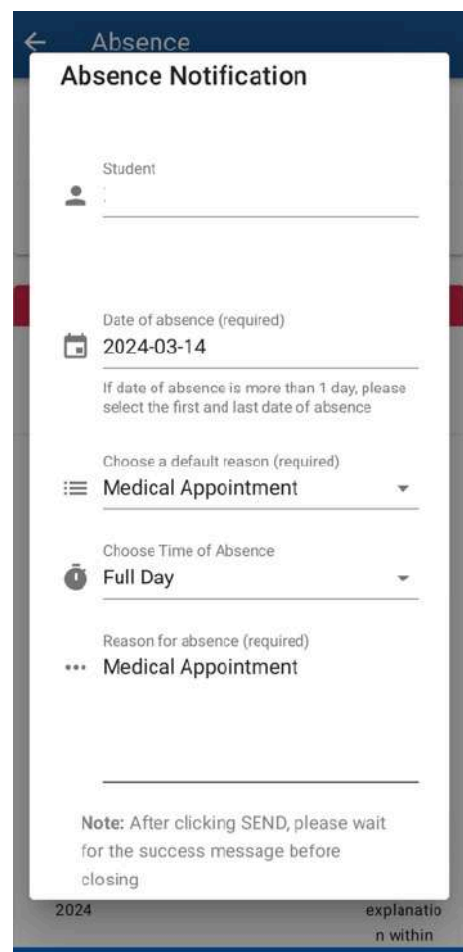 Absence
Absence Notification
Student
Date of absence (required)
2024-03-14
If date of absence is more than 1 day, please
select the first and last date of absence
Choose a default reason (required)
Medical Appointment
Choose Time of Absence
Full Day
Reason for absence (required)
Medical Appointment
Note: After clicking SEND, please wait
for the success message before
closing
2024 explanatio
n within